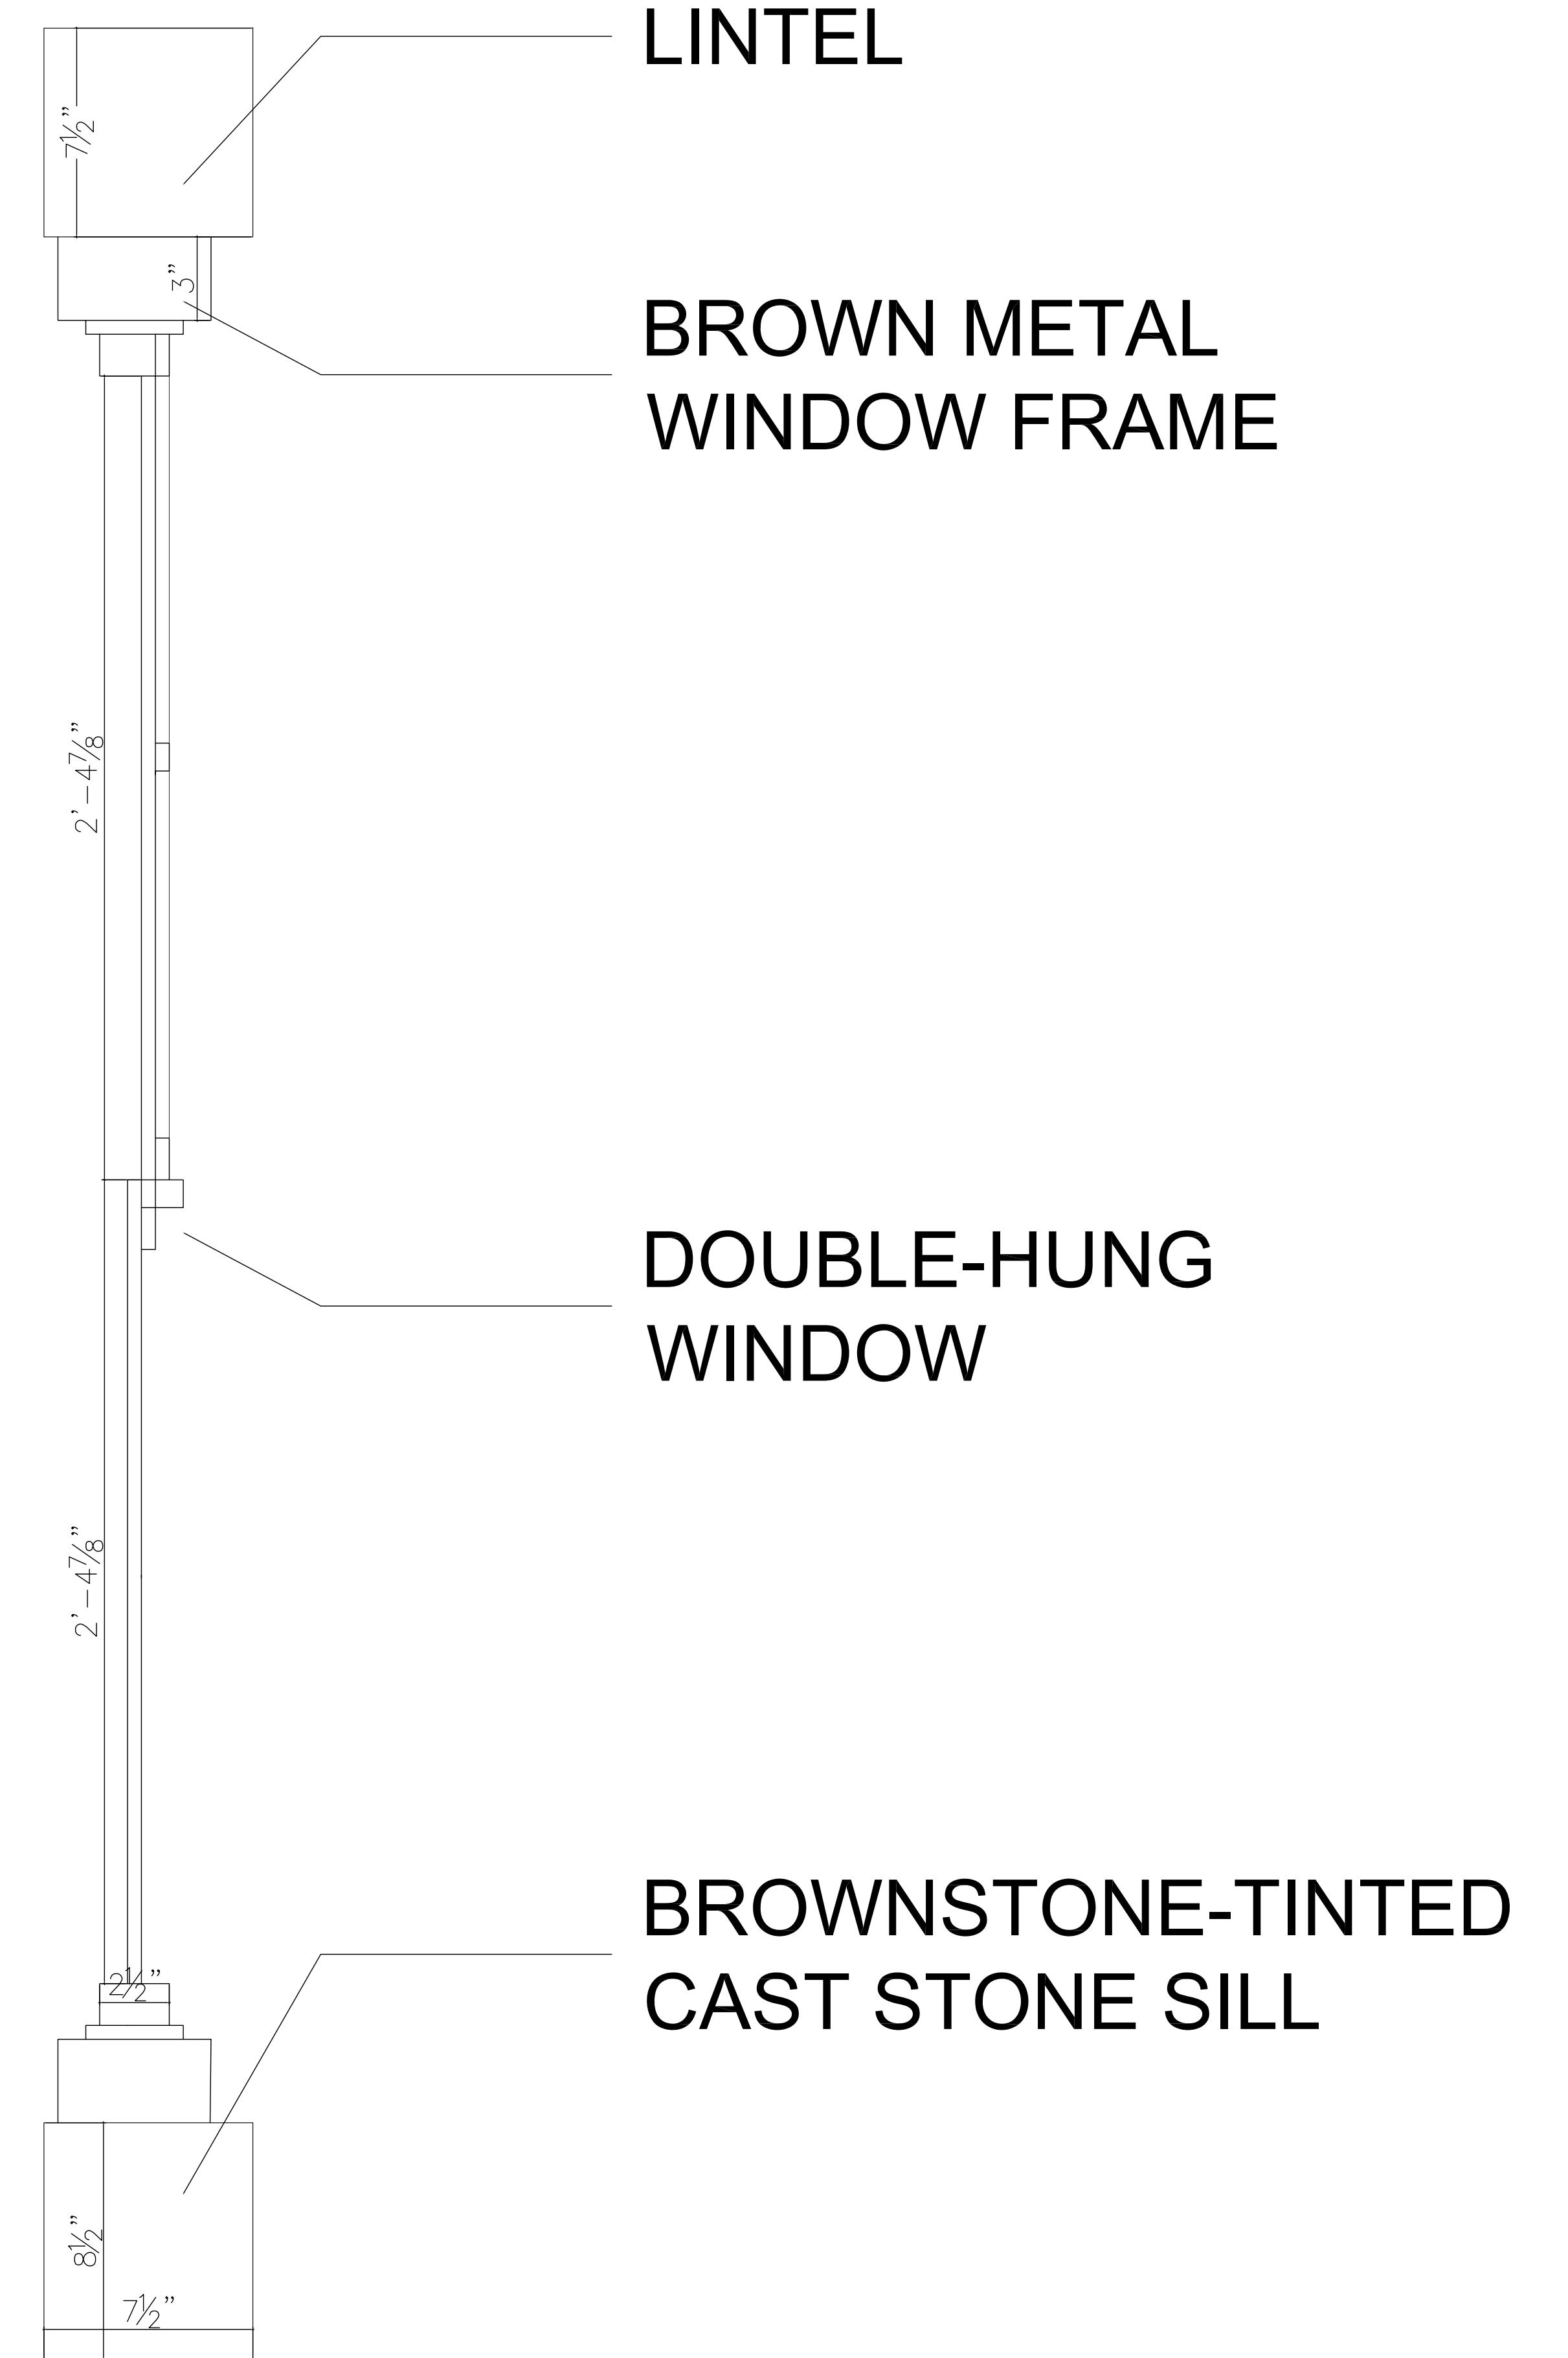 LINTEL
7½"
3"
BROWN METAL
WINDOW FRAME
2'-4⅞"
DOUBLE-HUNG
WINDOW
2'-4⅞"
BROWNSTONE-TINTED
CAST STONE SILL
2½"
8½"
7½"